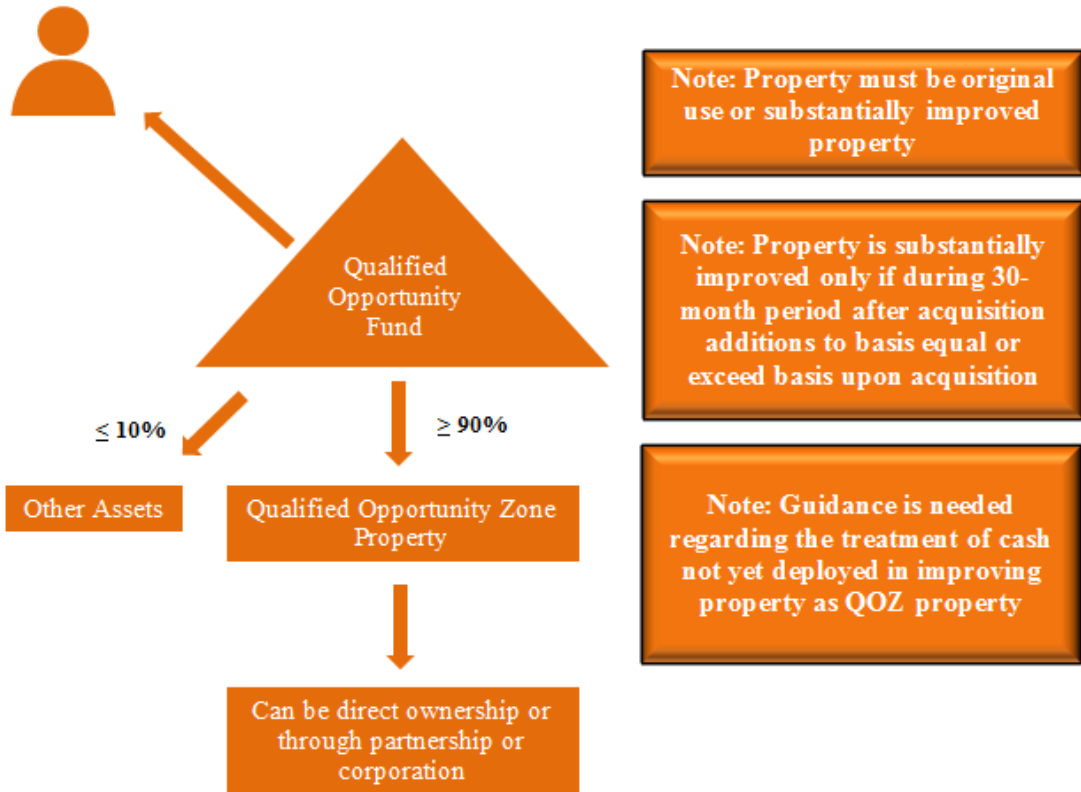 Qualified
Opportunity
Fund
≤ 10%
≥ 90%
Other Assets
Qualified Opportunity Zone
Property
Can be direct ownership or
through partnership or
corporation
Note: Property must be original
use or substantially improved
property
Note: Property is substantially
improved only if during 30-
month period after acquisition
additions to basis equal or
exceed basis upon acquisition
Note: Guidance is needed
regarding the treatment of cash
not yet deployed in improving
property as QOZ property